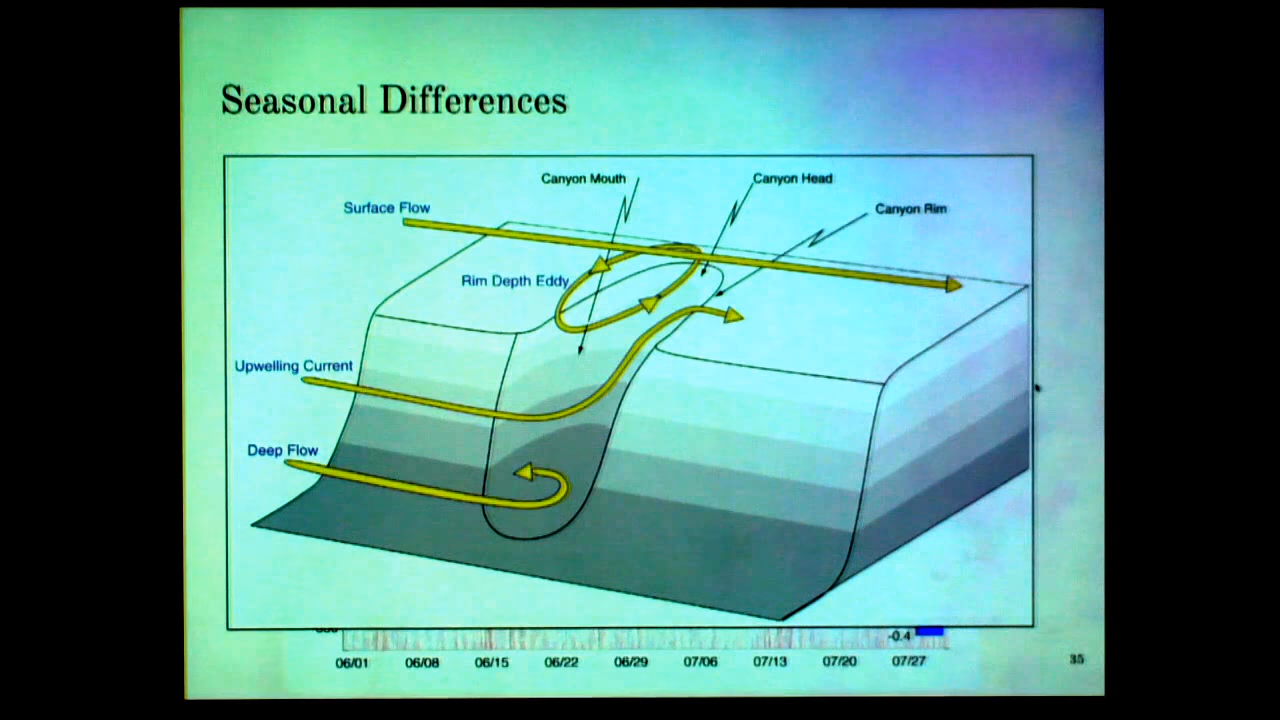 Seasonal Differences
Canyon Mouth
Canyon Head
Surface Flow
Canyon Rim
Rim Depth Eddy
Upwelling Current
Deep Flow
-0.4
06/01 06/08 06/15 06/22 06/29 07/06 07/13 07/20 07/27
35